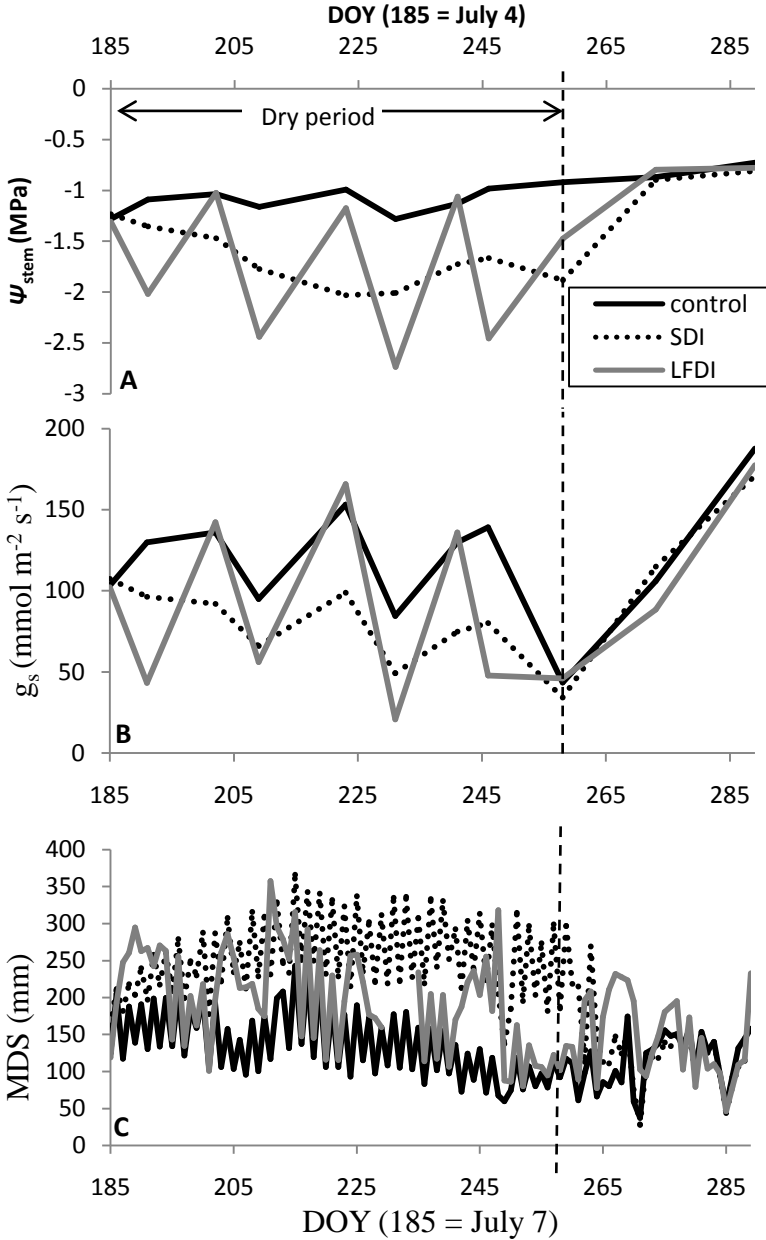 DOY (185 = July 4)
185 205 225 245 265 285
0
-0.5
-1
-1.5
-2
-2.5
-3
Ψstem (MPa)
Dry period
control
SDI
LFDI
A
200
150
100
50
0
gs (mmol m-2 s-1)
B
185 205 225 245 265 285
400
350
300
250
200
150
100
50
0
MDS (mm)
C
185 205 225 245 265 285
DOY (185 = July 7)